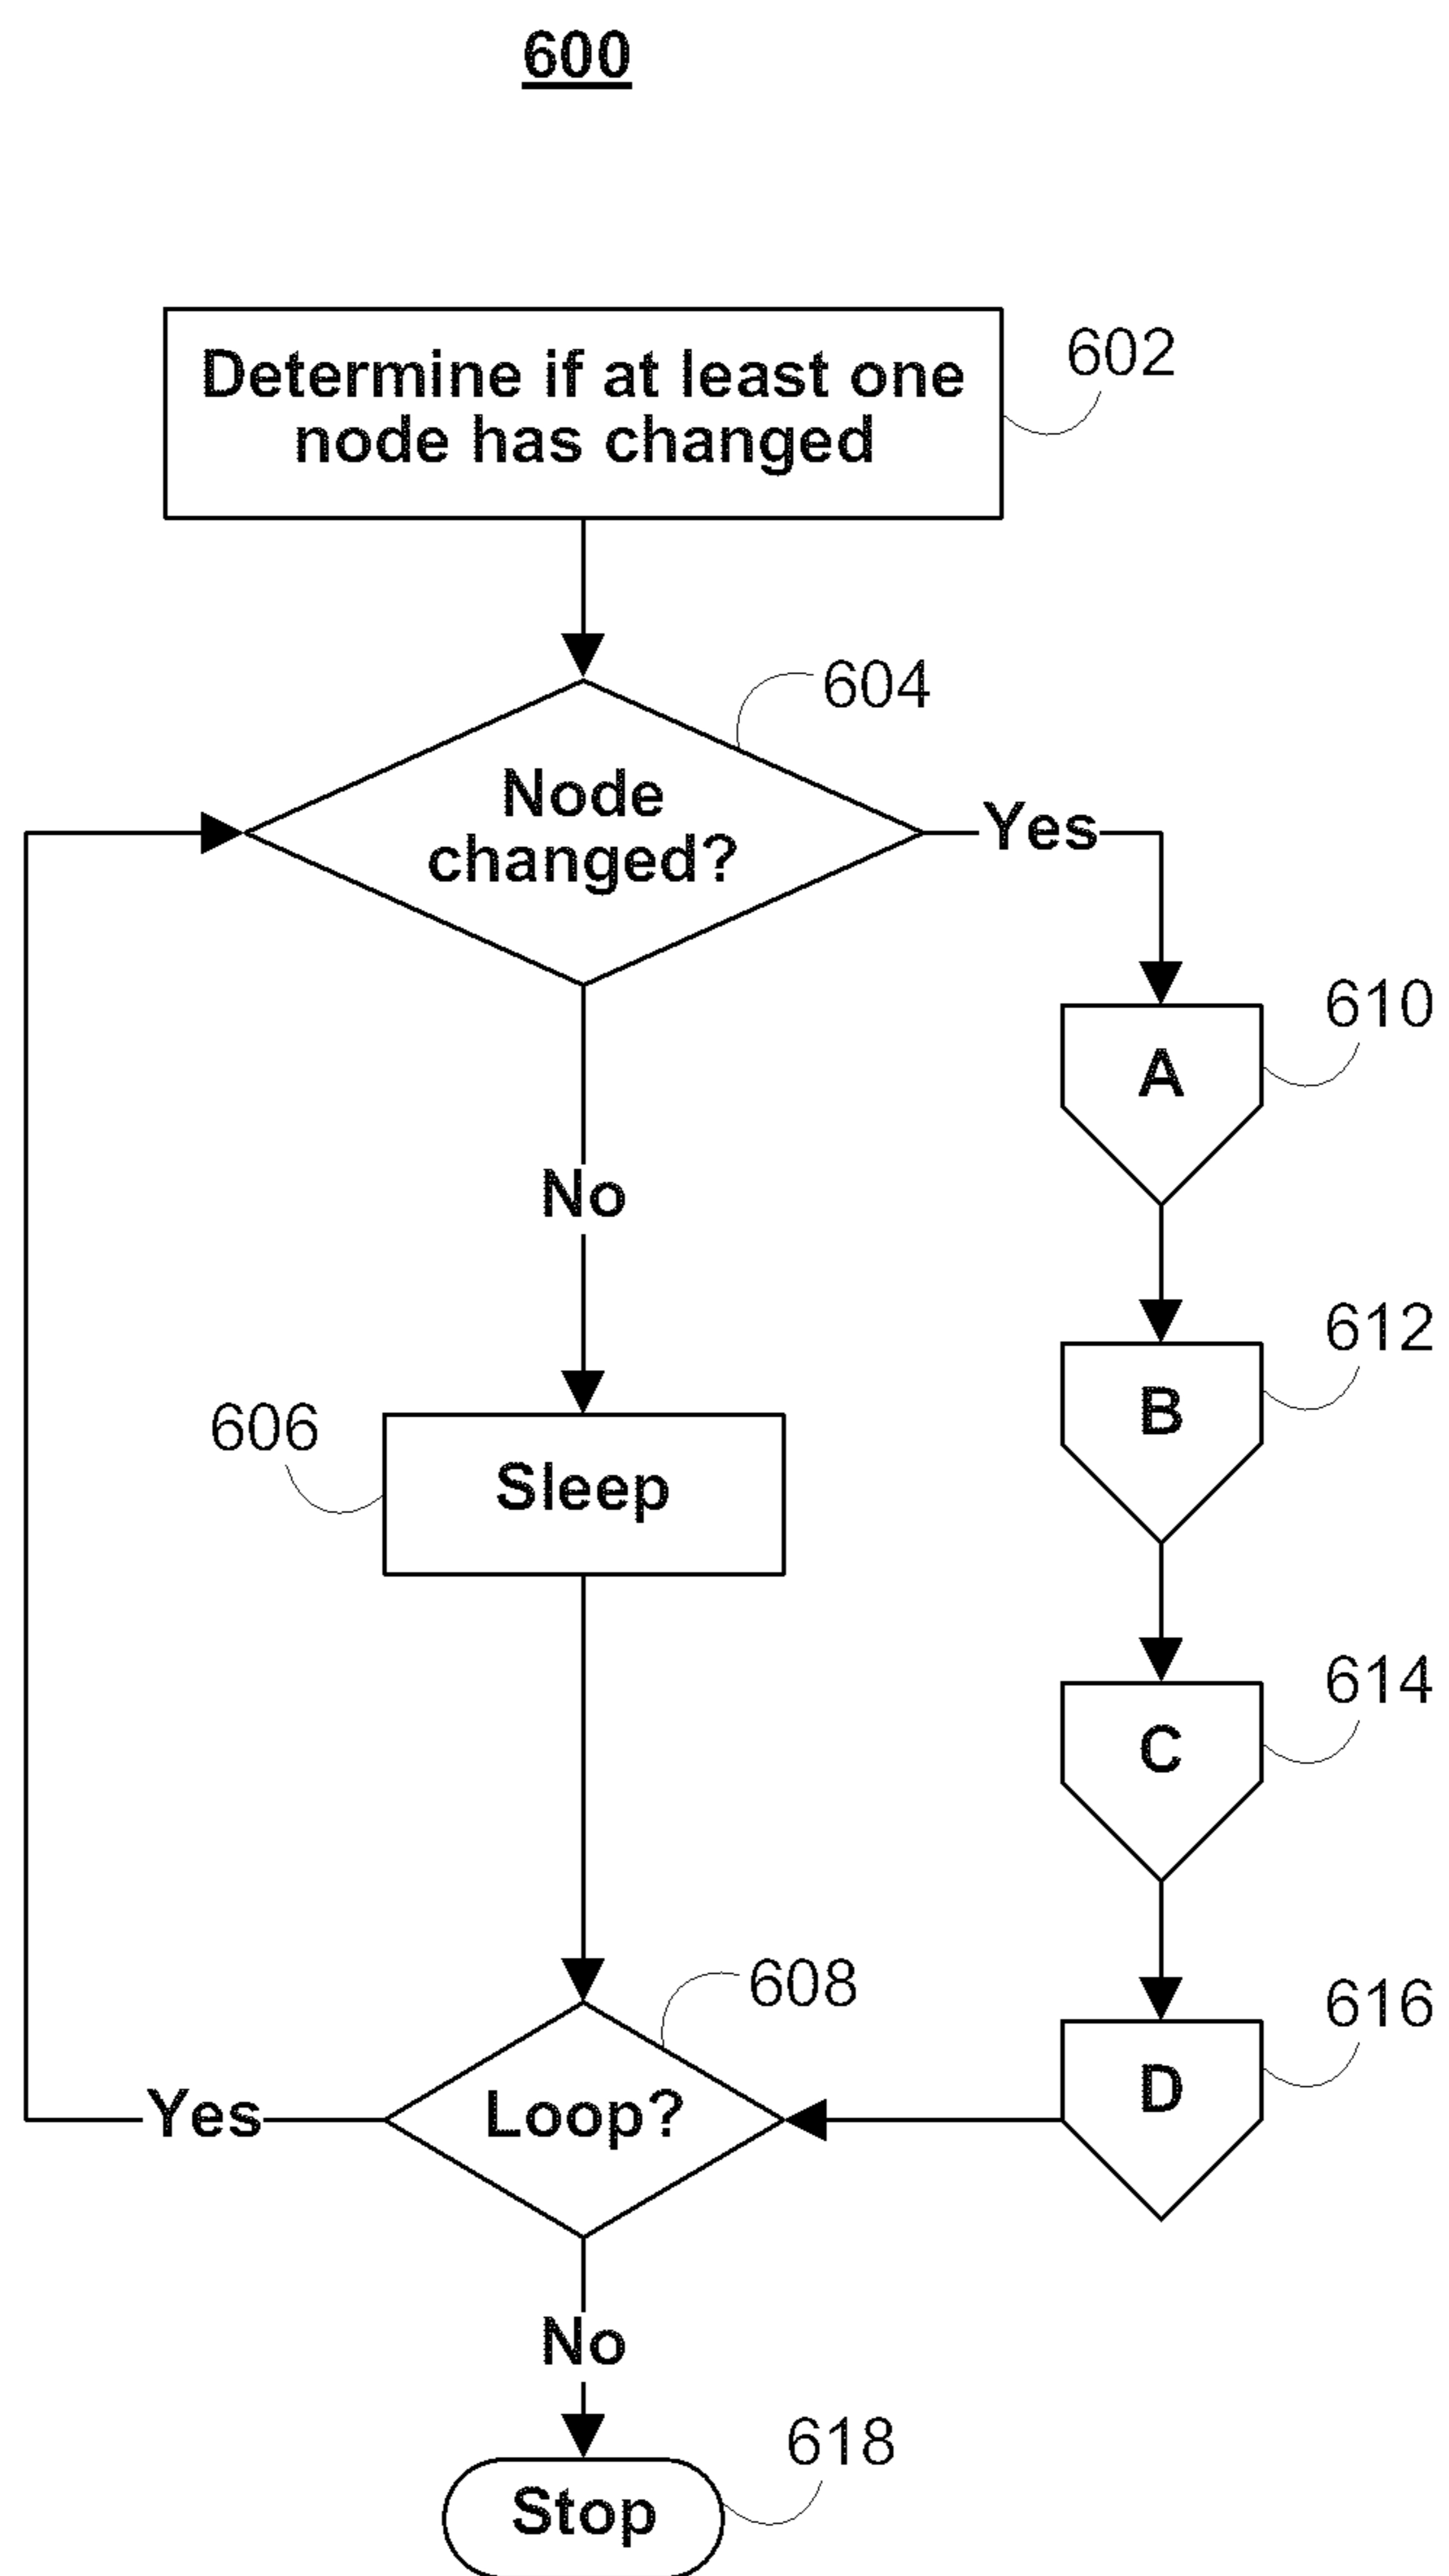 600
Determine if at least one
node has changed
602
604
Node
changed?
Yes
610
A
No
612
B
606
Sleep
614
C
608
616
Yes
Loop?
D
No
618
Stop